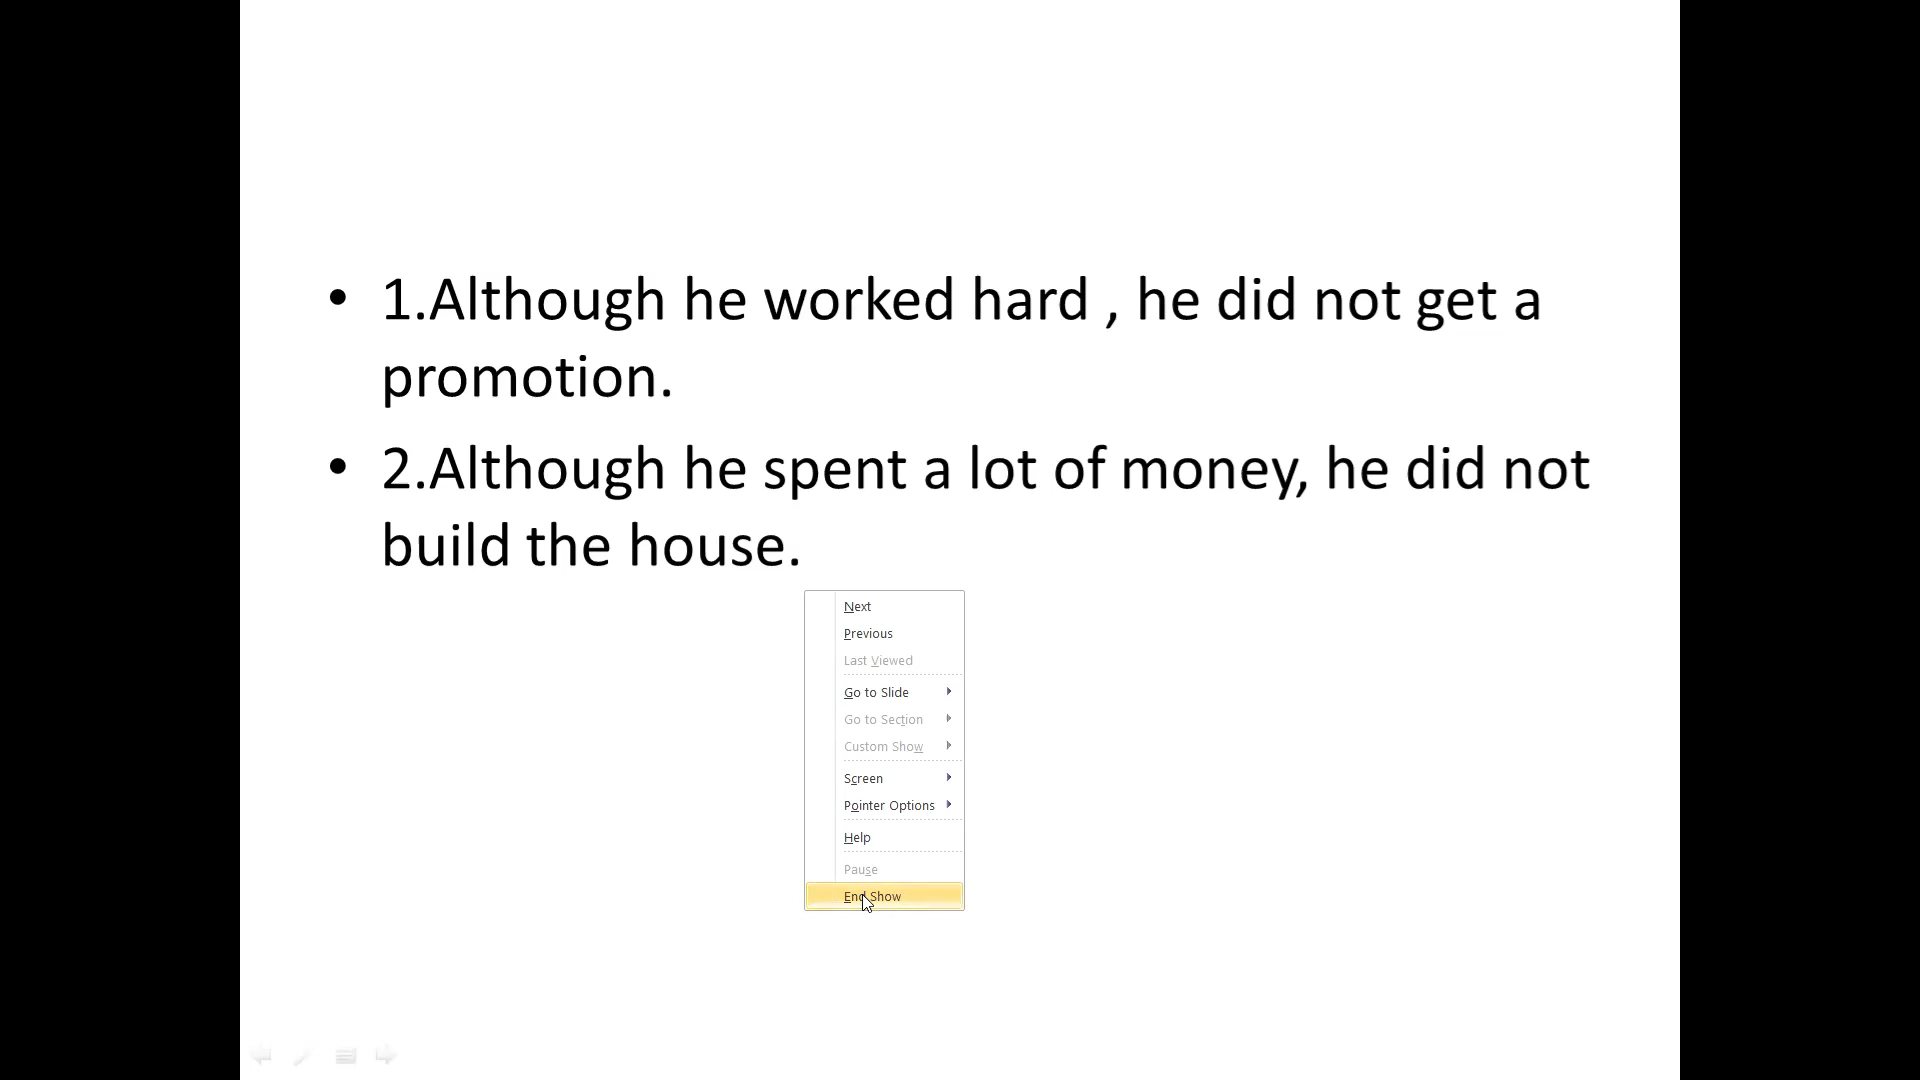 • 1.Although he worked hard , he did not get a
promotion.
• 2.Although he spent a lot of money, he did not
build the house.
Next
Previous
Last Viewed
Go to Slide
Go to Section
Custom Show
Screen
Pointer Options
Help
Pause
End Show